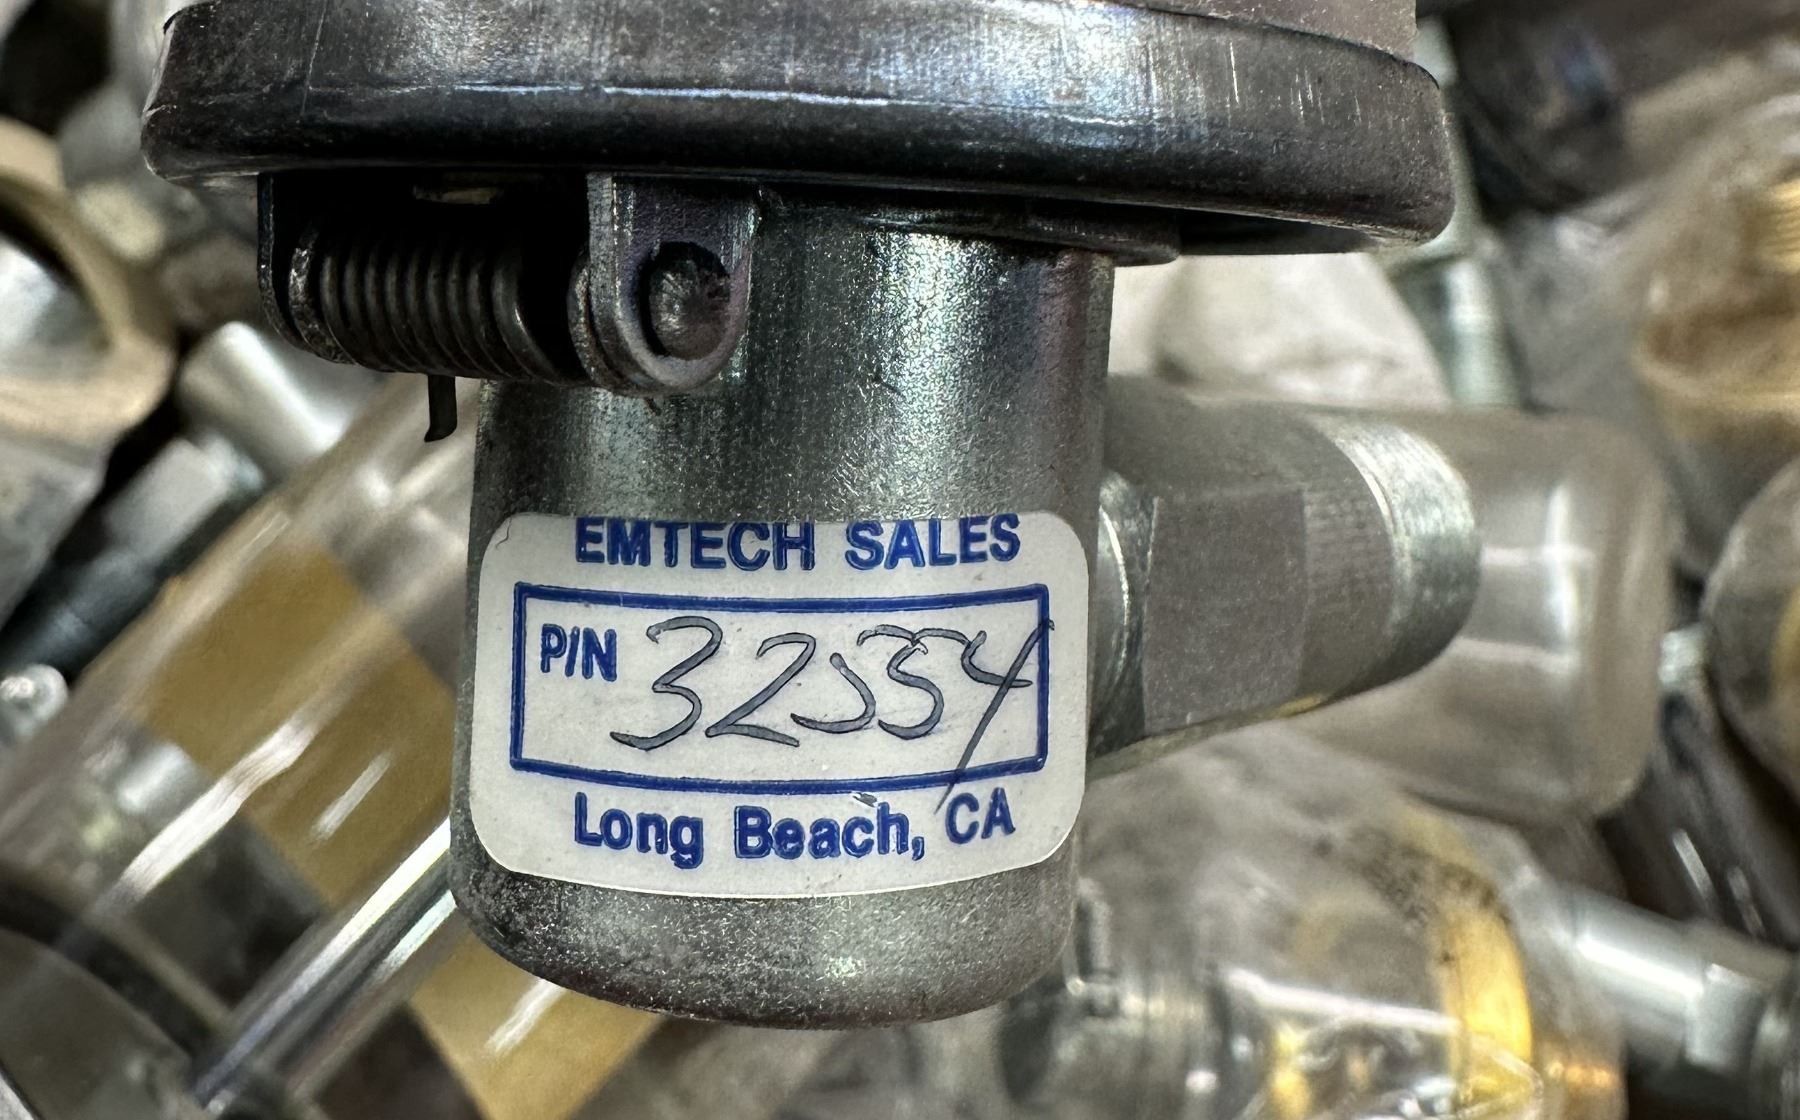 EMTECH SALES
P/N 32554
Long Beach, CA